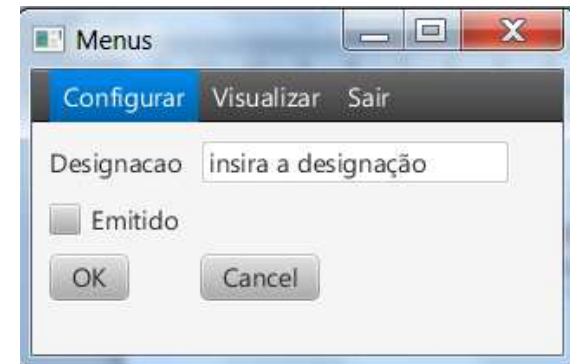 Menus
Configurar Visualizar Sair
Designacao insira a designação
Emitido
OK Cancel